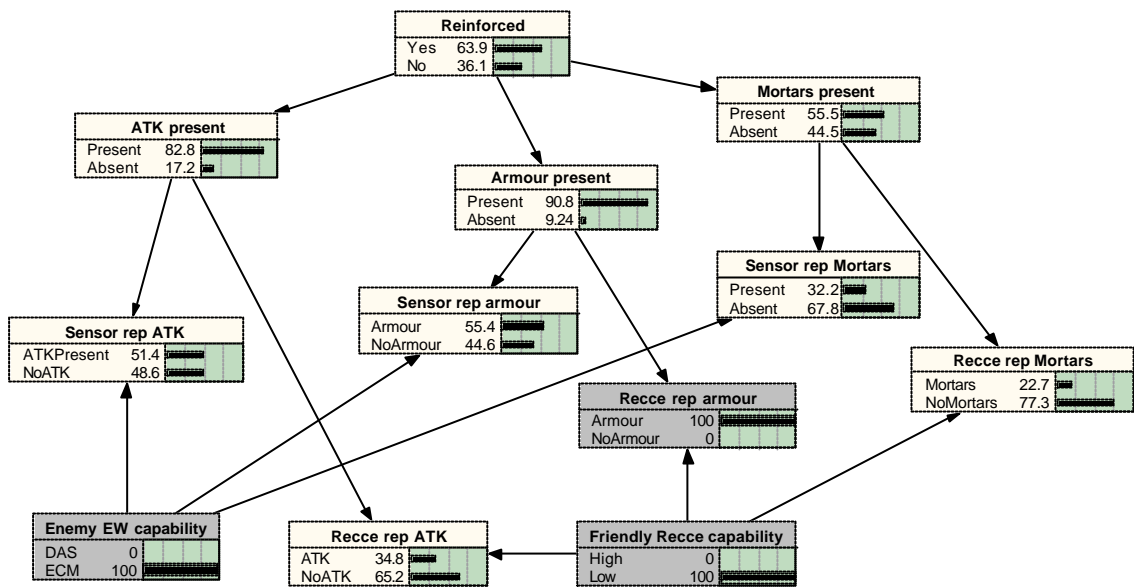 Reinforced
Yes 63.9
No 36.1
Mortars present
Present 55.5
Absent 44.5
ATK present
Present 82.8
Absent 17.2
Armour present
Present 90.8
Absent 9.24
Sensor rep Mortars
Present 32.2
Absent 67.8
Sensor rep armour
Armour 55.4
NoArmour 44.6
Sensor rep ATK
ATKPresent 51.4
NoATK 48.6
Recce rep Mortars
Mortars 22.7
NoMortars 77.3
Recce rep armour
Armour 100
NoArmour 0
Enemy EW capability
DAS 0
ECM 100
Recce rep ATK
ATK 34.8
NoATK 65.2
Friendly Recce capability
High 0
Low 100